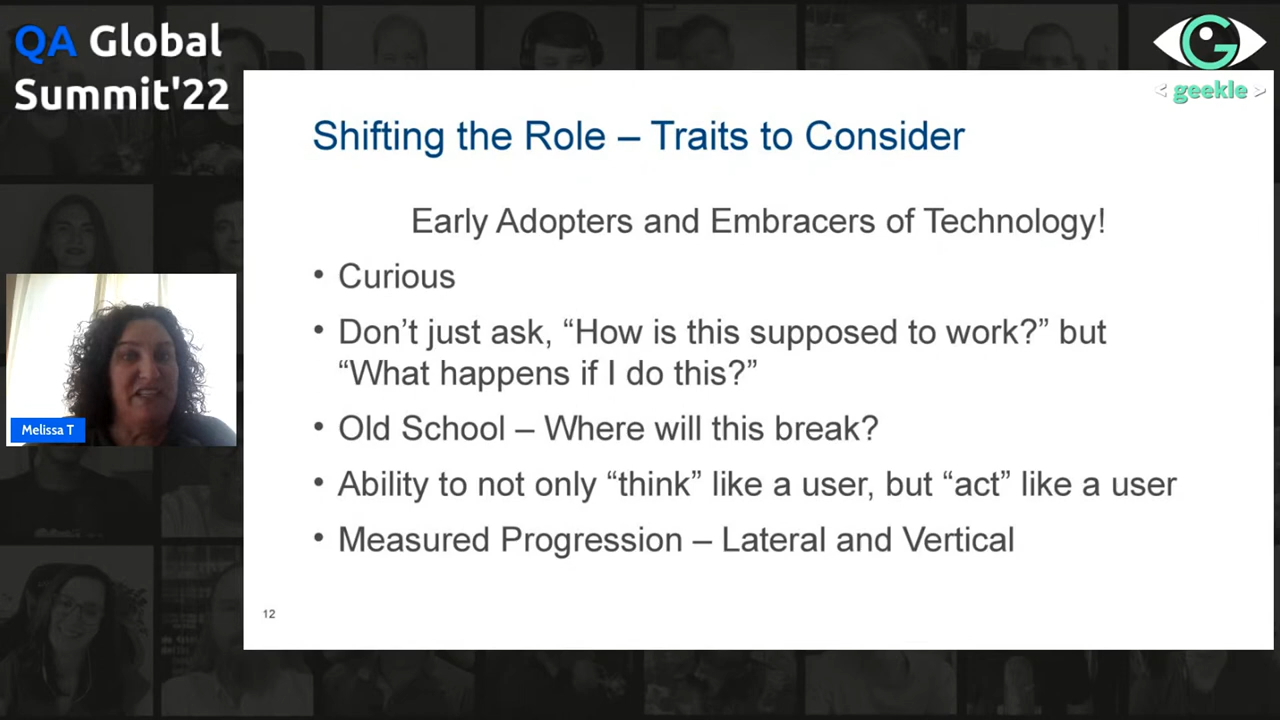 QA Global
Summit'22
< geekle >
Shifting the Role – Traits to Consider
Early Adopters and Embracers of Technology!
• Curious
• Don’t just ask, “How is this supposed to work?” but
“What happens if I do this?”
• Old School – Where will this break?
• Ability to not only “think” like a user, but “act” like a user
• Measured Progression – Lateral and Vertical
Melissa T
12